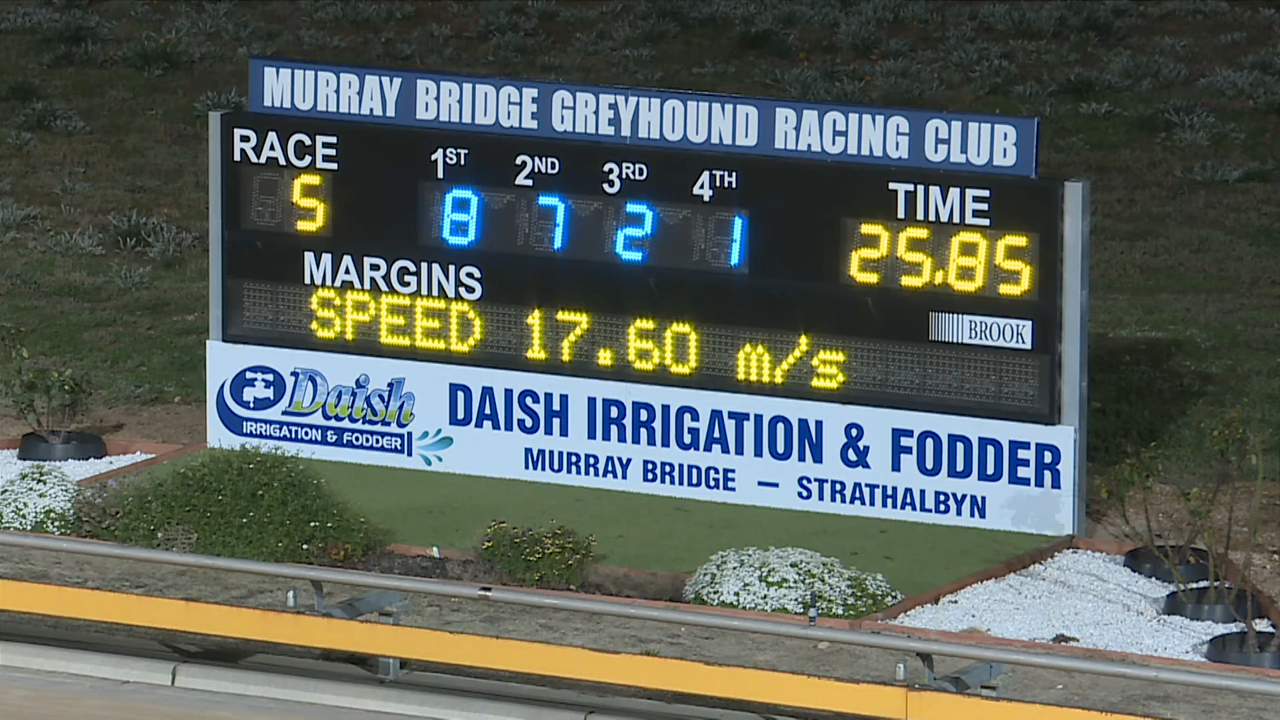 MURRAY BRIDGE GREYHOUND RACING CLUB
RACE 1ST 2ND 3RD 4TH TIME
5 8 7 2 1 25.85
MARGINS
SPEED 17.60 m/s
BROOK
Daish
IRRIGATION & FODDER
DAISH IRRIGATION & FODDER
MURRAY BRIDGE – STRATHALBYN